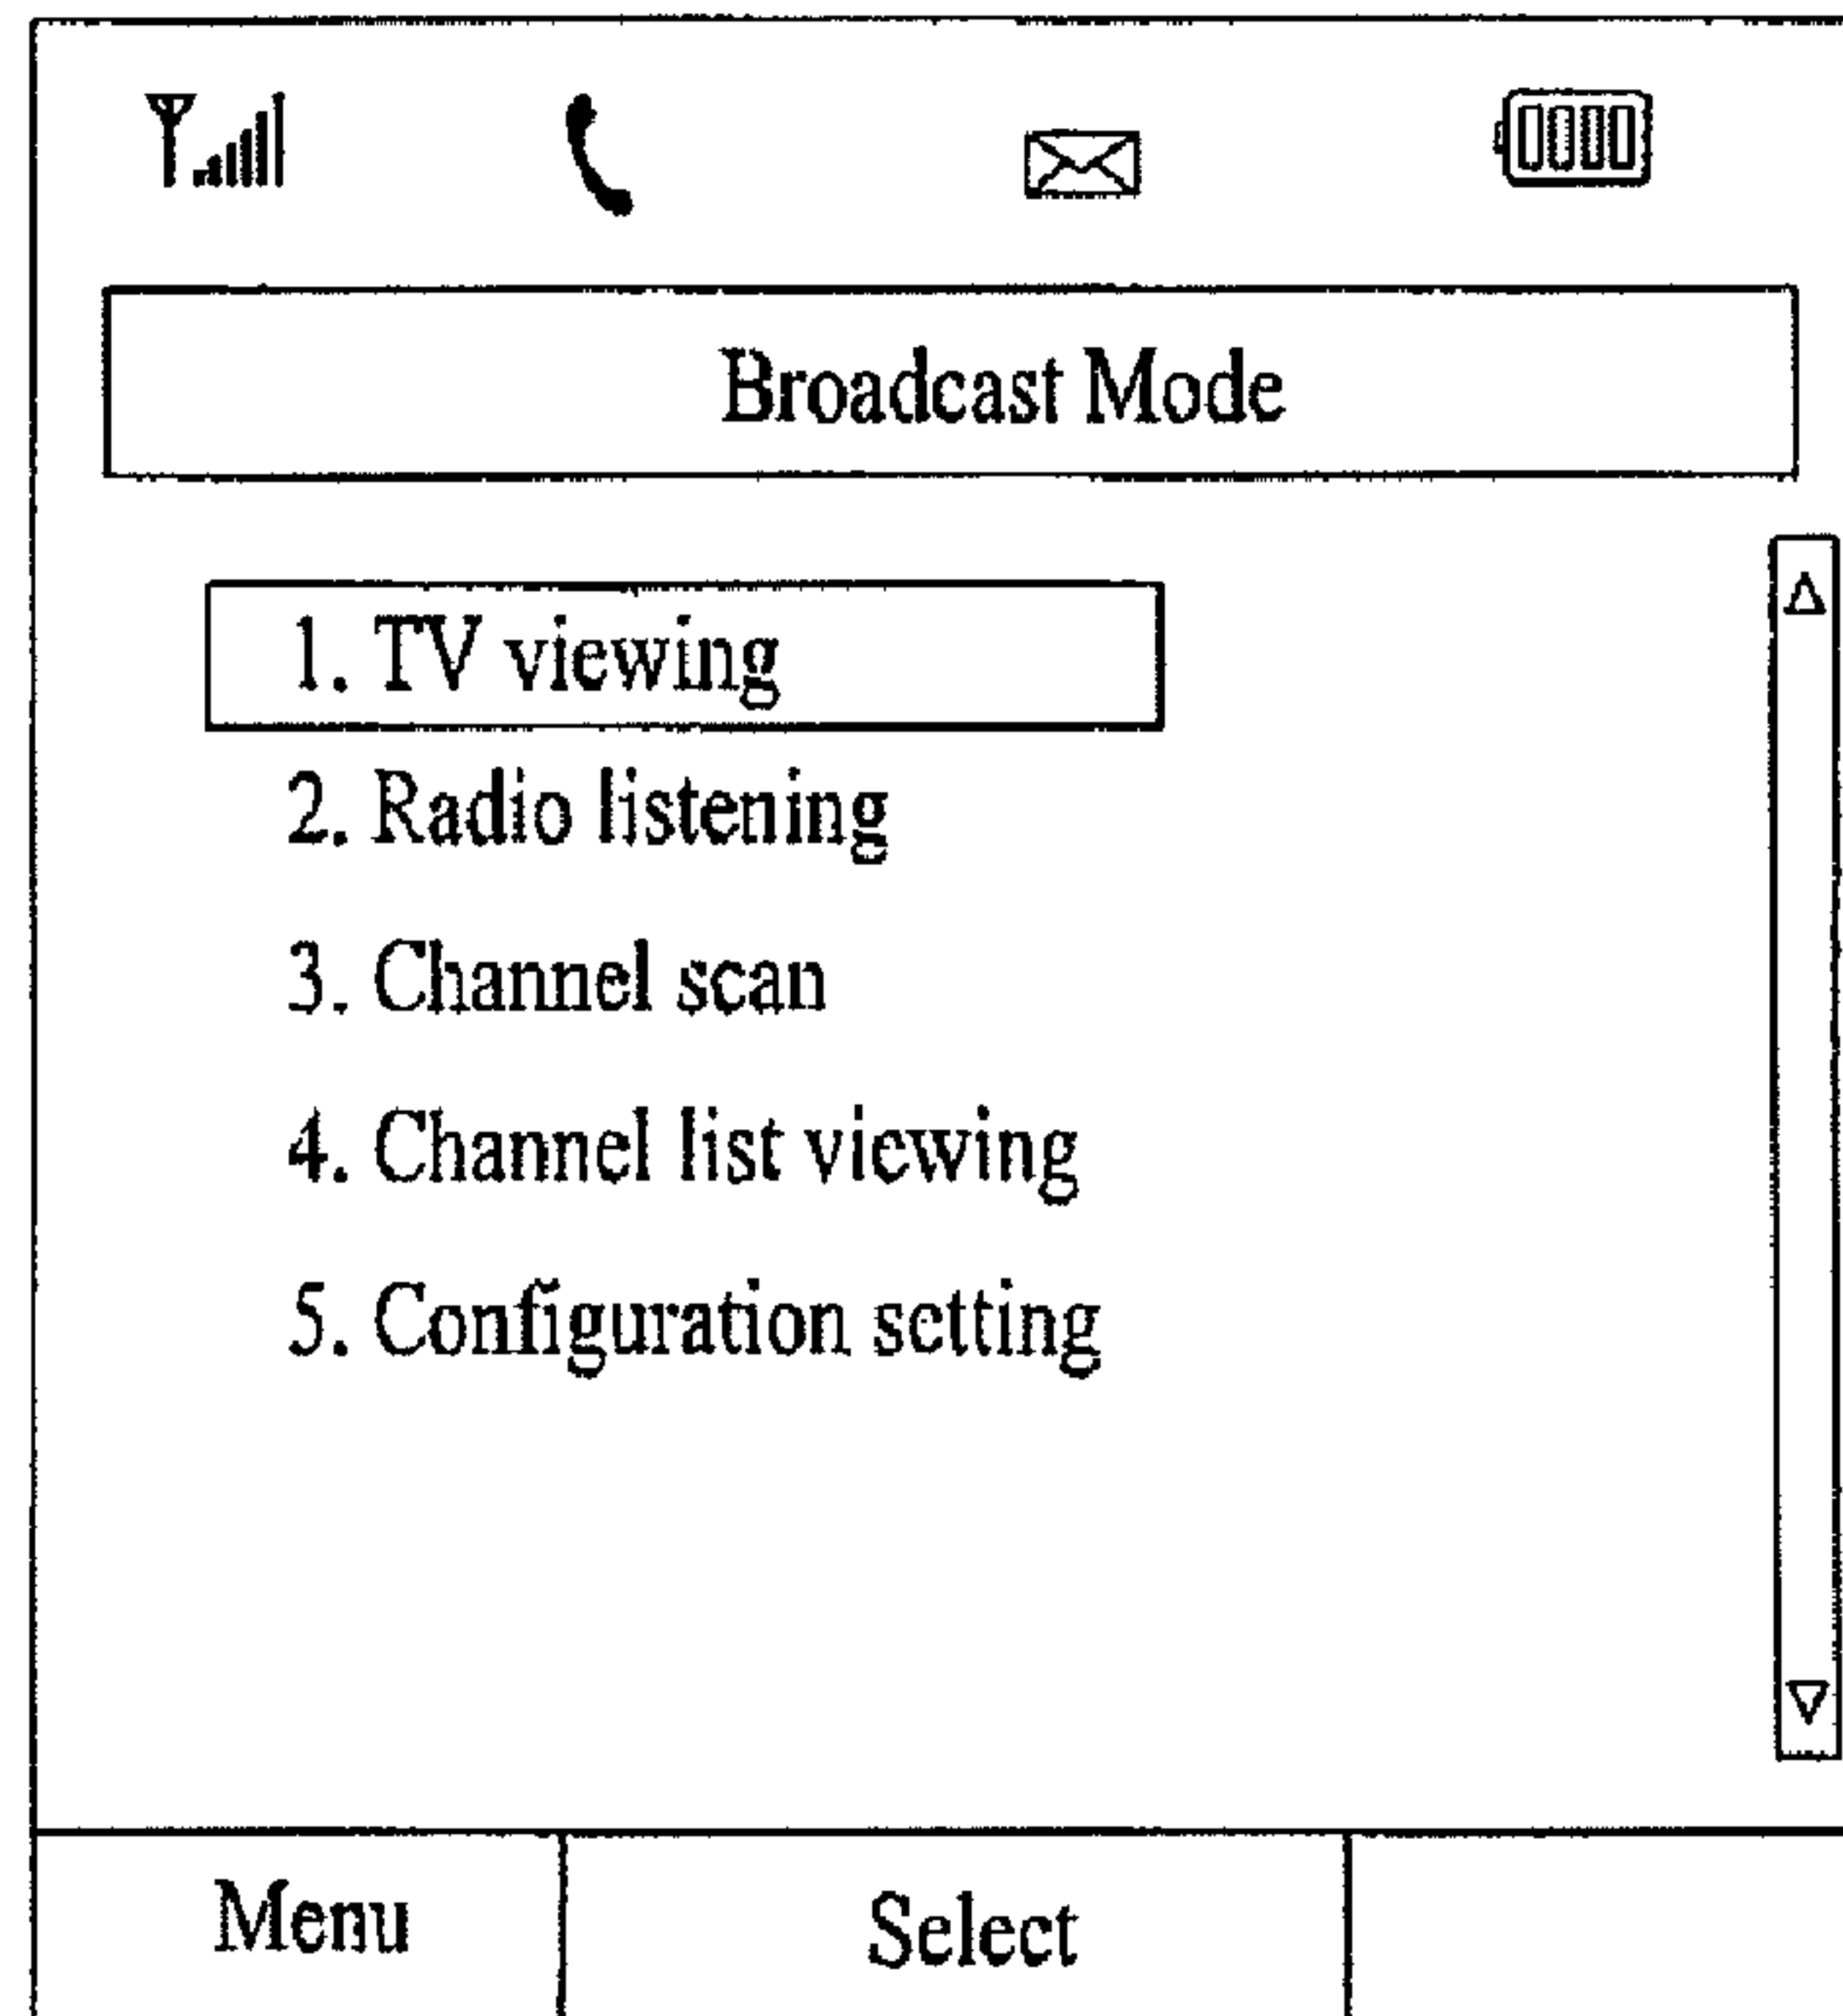 Broadcast Mode
1. TV viewing
2. Radio listening
3. Channel scan
4. Channel list viewing
5. Configuration setting
Menu
Select